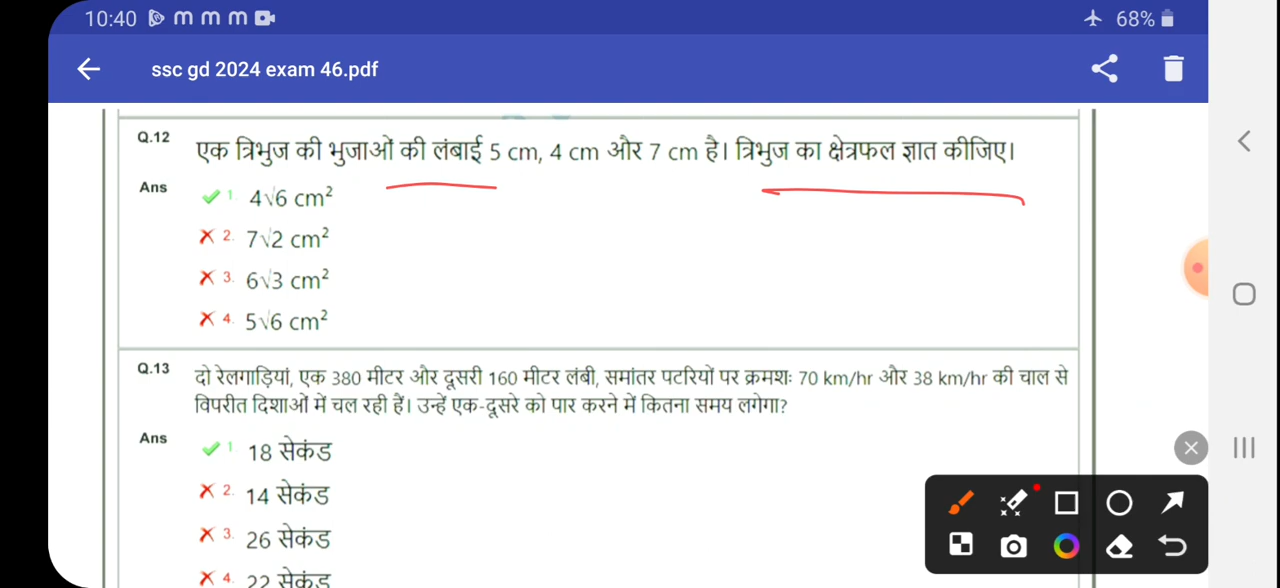 10:40 m m m 68%
ssc gd 2024 exam 46.pdf
Q.12 एक त्रिभुज की भुजाओं की लंबाई 5 cm, 4 cm और 7 cm है। त्रिभुज का क्षेत्रफल ज्ञात कीजिए।
Ans 1. 4√6 cm²
2. 7√2 cm²
3. 6√3 cm²
4. 5√6 cm²
Q.13 दो रेलगाड़ियां, एक 380 मीटर और दूसरी 160 मीटर लंबी, समांतर पटरियों पर क्रमशः 70 km/hr और 38 km/hr की चाल से
विपरीत दिशाओं में चल रही हैं। उन्हें एक-दूसरे को पार करने में कितना समय लगेगा?
Ans 1. 18 सेकंड
2. 14 सेकंड
3. 26 सेकंड
4. 22 सेकंड